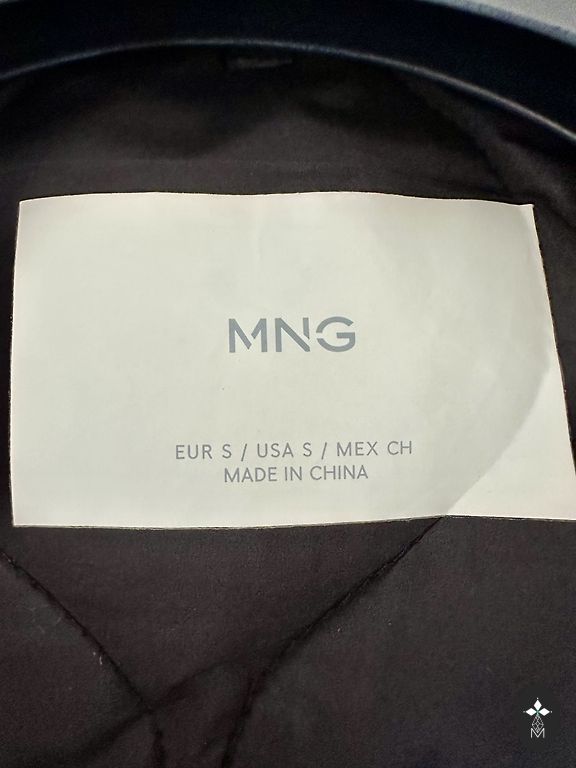 MNG
EUR S / USA S / MEX CH
MADE IN CHINA
M